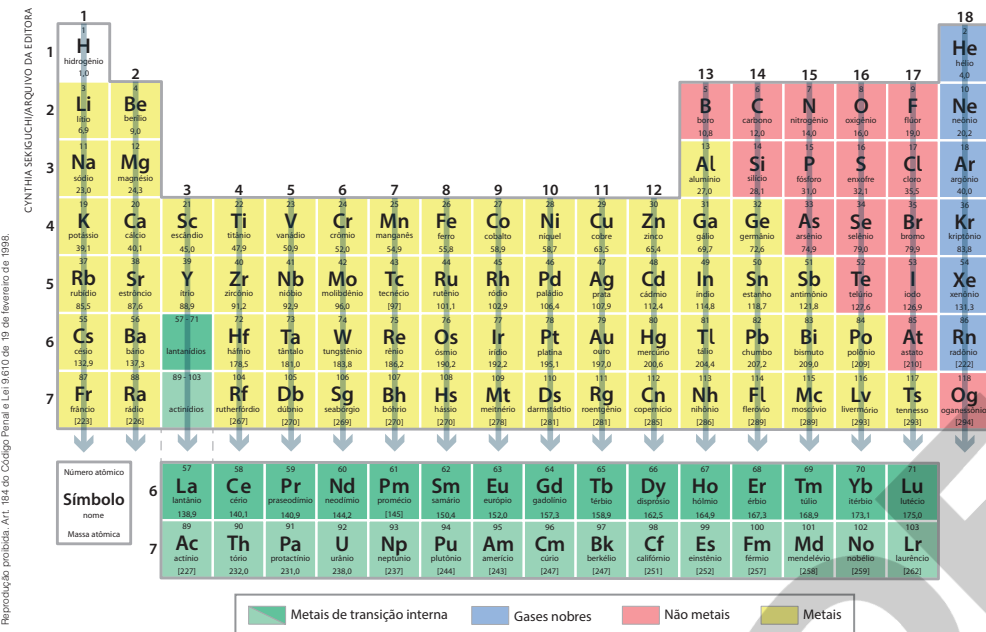 CYNTHIA SEKIGUCHI/ARQUIVO DA EDITORA
Reprodução proibida. Art. 184 do Código Penal e Lei 9.610 de 19 de fevereiro de 1998.
1 18
1 H hidrogênio 1,0 2 He hélio 4,0
2 13 14 15 16 17
3 Li lítio 6,9 4 Be berílio 9,0 5 B boro 10,8 6 C carbono 12,0 7 N nitrogênio 14,0 8 O oxigênio 16,0 9 F flúor 19,0 10 Ne neônio 20,2
11 Na sódio 23,0 12 Mg magnésio 24,3 13 Al alumínio 27,0 14 Si silício 28,1 15 P fósforo 31,0 16 S enxofre 32,1 17 Cl cloro 35,5 18 Ar argônio 40,0
3 4 5 6 7 8 9 10 11 12
19 K potássio 39,1 20 Ca cálcio 40,1 21 Sc escândio 45,0 22 Ti titânio 47,9 23 V vanádio 50,9 24 Cr crômio 52,0 25 Mn manganês 54,9 26 Fe ferro 55,8 27 Co cobalto 58,9 28 Ni níquel 58,7 29 Cu cobre 63,5 30 Zn zinco 65,4 31 Ga gálio 69,7 32 Ge germânio 72,6 33 As arsênio 74,9 34 Se selênio 79,0 35 Br bromo 79,9 36 Kr kriptônio 83,8
37 Rb rubídio 85,5 38 Sr estrôncio 87,6 39 Y ítrio 88,9 40 Zr zircônio 91,2 41 Nb nióbio 92,9 42 Mo molibdênio 96,0 43 Tc tecnécio [97] 44 Ru rutênio 101,1 45 Rh ródio 102,9 46 Pd paládio 106,4 47 Ag prata 107,9 48 Cd cádmio 112,4 49 In índio 114,8 50 Sn estanho 118,7 51 Sb antimônio 121,8 52 Te telúrio 127,6 53 I iodo 126,9 54 Xe xenônio 131,3
55 Cs césio 132,9 56 Ba bário 137,3 57 - 71 lantanídios 72 Hf háfnio 178,5 73 Ta tântalo 181,0 74 W tungstênio 183,8 75 Re rênio 186,2 76 Os ósmio 190,2 77 Ir irídio 192,2 78 Pt platina 195,1 79 Au ouro 197,0 80 Hg mercúrio 200,6 81 Tl tálio 204,4 82 Pb chumbo 207,2 83 Bi bismuto 209,0 84 Po polônio [209] 85 At astato [210] 86 Rn radônio [222]
87 Fr frâncio [223] 88 Ra rádio [226] 89 - 103 actinídios 104 Rf rutherfórdio [267] 105 Db dúbnio [270] 106 Sg seabórgio [269] 107 Bh bóhrio [270] 108 Hs hássio [270] 109 Mt meitnério [278] 110 Ds darmstádtio [281] 111 Rg roentgênio [281] 112 Cn copernício [285] 113 Nh nihônio [286] 114 Fl fleróvio [289] 115 Mc moscóvio [289] 116 Lv livermório [293] 117 Ts tennesso [293] 118 Og oganessônio [294]
1
2
3
4
5
6
7
Número atômico
Símbolo
nome
Massa atômica
6 57 La lantânio 138,9 58 Ce cério 140,1 59 Pr praseodímio 140,9 60 Nd neodímio 144,2 61 Pm promécio [145] 62 Sm samário 150,4 63 Eu európio 152,0 64 Gd gadolínio 157,3 65 Tb térbio 158,9 66 Dy disprósio 162,5 67 Ho hólmio 164,9 68 Er érbio 167,3 69 Tm túlio 168,9 70 Yb itérbio 173,1 71 Lu lutécio 175,0
7 89 Ac actínio [227] 90 Th tório 232,0 91 Pa protactínio 231,0 92 U urânio 238,0 93 Np neptúnio [237] 94 Pu plutônio [244] 95 Am amerício [243] 96 Cm cúrio [247] 97 Bk berkélio [247] 98 Cf califórnio [251] 99 Es einstênio [252] 100 Fm férmio [257] 101 Md mendelévio [258] 102 No nobélio [259] 103 Lr laurêncio [262]
Metais de transição interna Gases nobres Não metais Metais